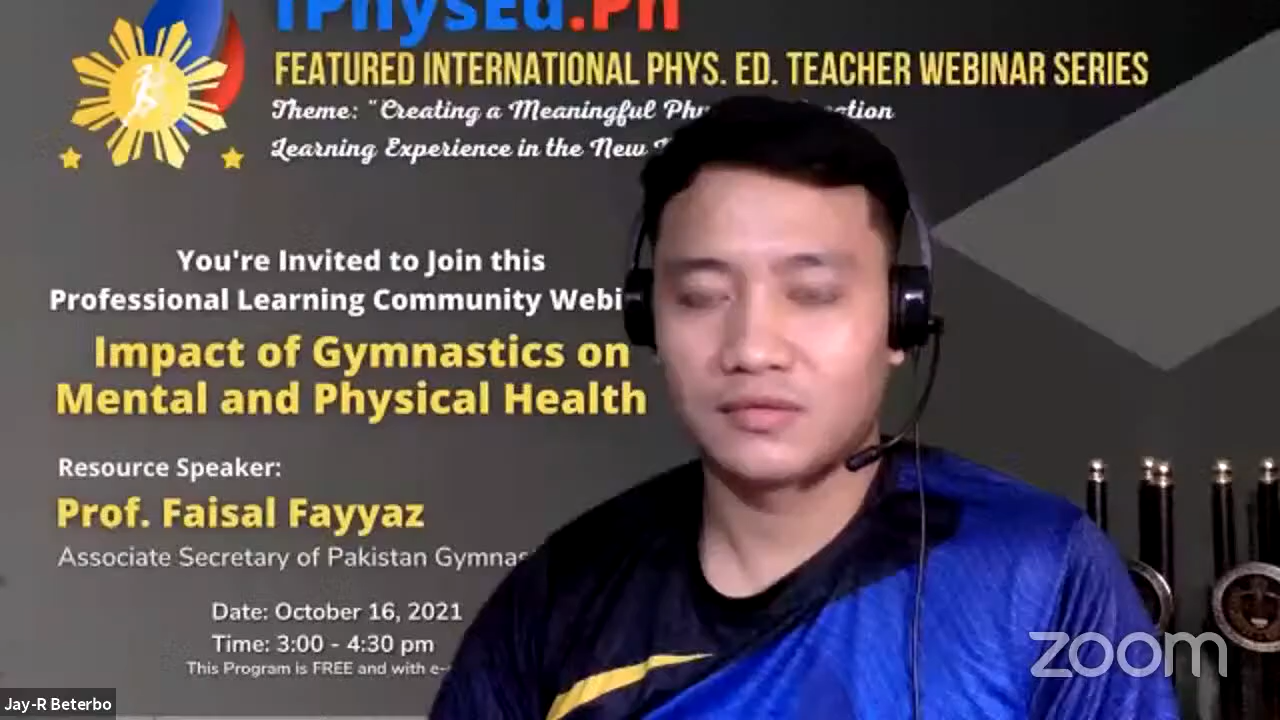 IPhysEd.Ph
FEATURED INTERNATIONAL PHYS. ED. TEACHER WEBINAR SERIES
Theme: "Creating a Meaningful
Learning Experience in the New
You're Invited to Join this
Professional Learning Community
Impact of Gymnastics on
Mental and Physical Health
Resource Speaker:
Prof. Faisal Fayyaz
Associate Secretary of Pakistan
Date: October 16, 2021
Time: 3:00 - 4:30 pm
This Program is FREE and with
zoom
Jay-R Beterbo